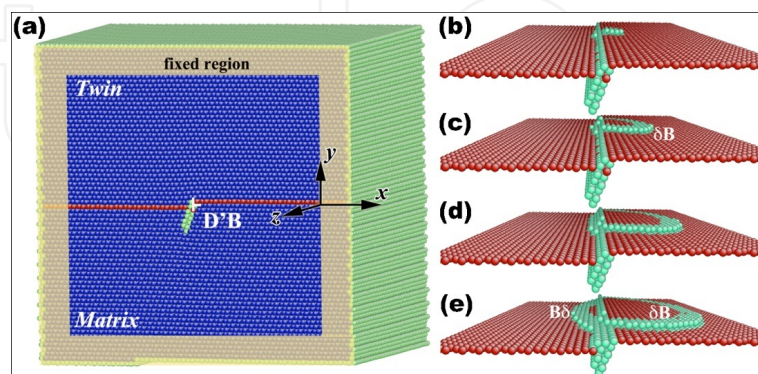 (a)
fixed region
Twin
y
x
z
D'B
Matrix
(b)
(c)
δB
(d)
(e)
Bδ
δB